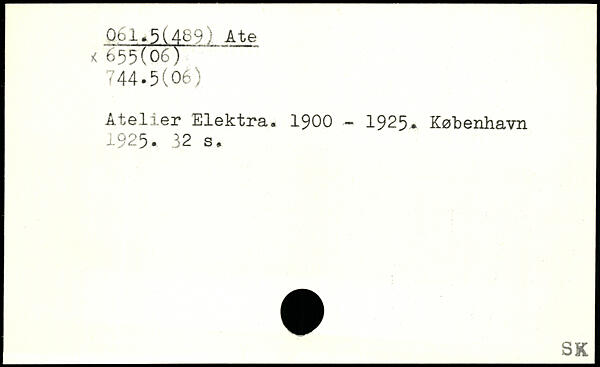 061.5(489) Ate
x 655(06)
744.5(06)
Atelier Elektra. 1900 - 1925. København
1925. 32 s.
SK